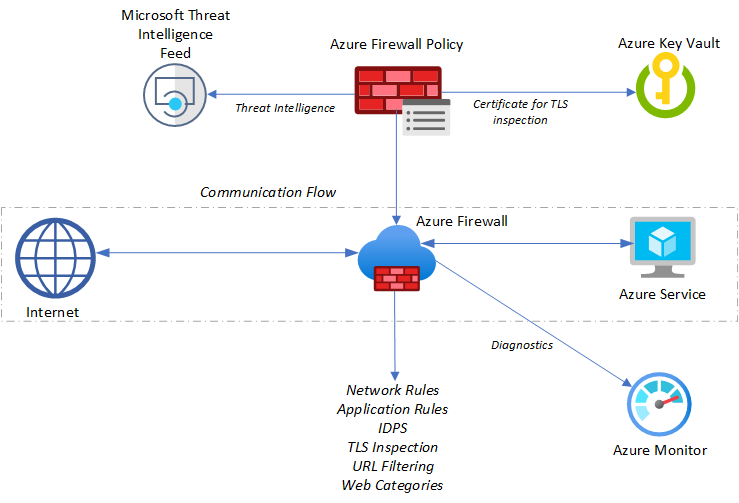 Microsoft Threat
Intelligence
Feed
Azure Firewall Policy
Azure Key Vault
Threat Intelligence
Certificate for TLS
inspection
Communication Flow
Azure Firewall
Internet
Azure Service
Diagnostics
Network Rules
Application Rules
IDPS
TLS Inspection
URL Filtering
Web Categories
Azure Monitor